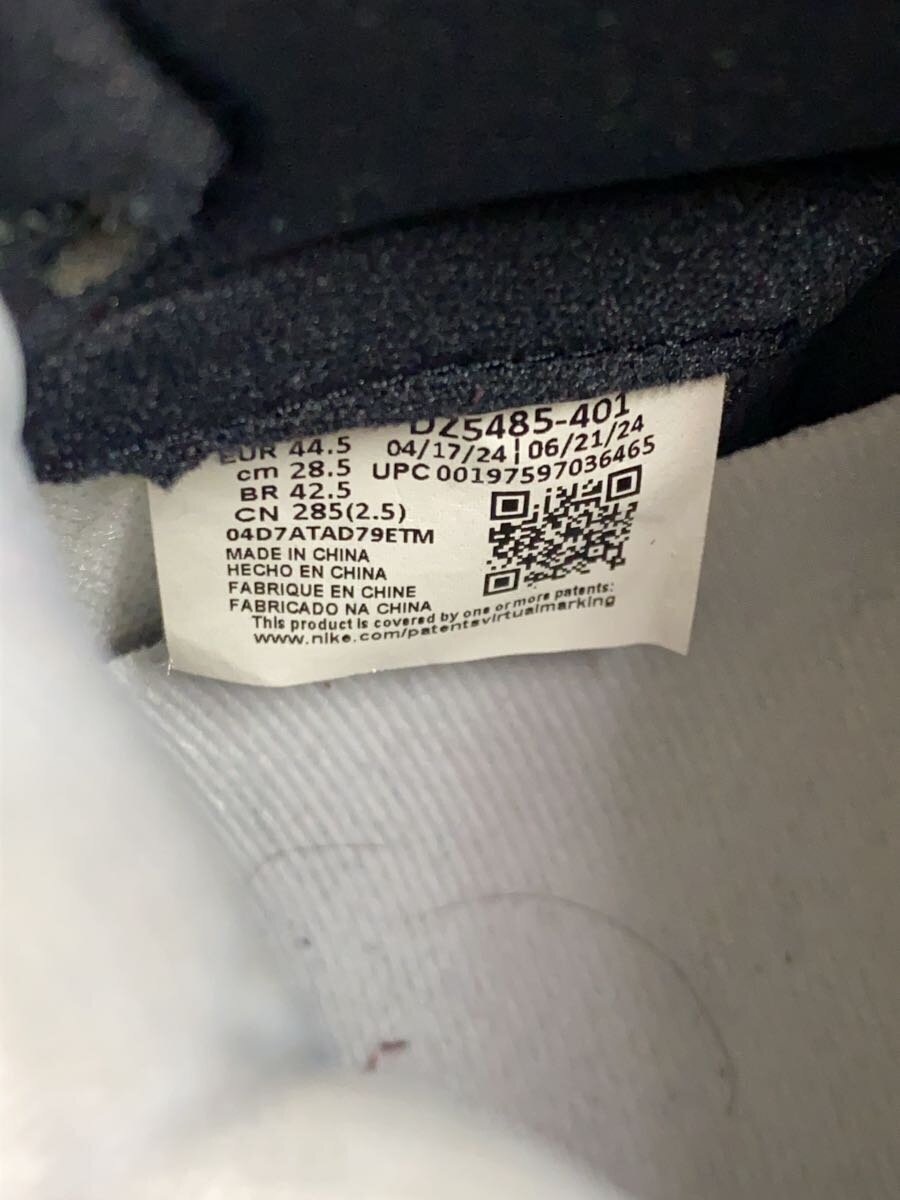 DZ5485-401
EUR 44.5
04/17/24 | 06/21/24
cm 28.5
UPC 00197597036465
BR 42.5
CN 285(2.5)
04D7ATAD79ETM
MADE IN CHINA
HECHO EN CHINA
FABRIQUE EN CHINE
FABRICADO NA CHINA
This product is covered by one or more patents:
www.nike.com/patentsvirtualmarking